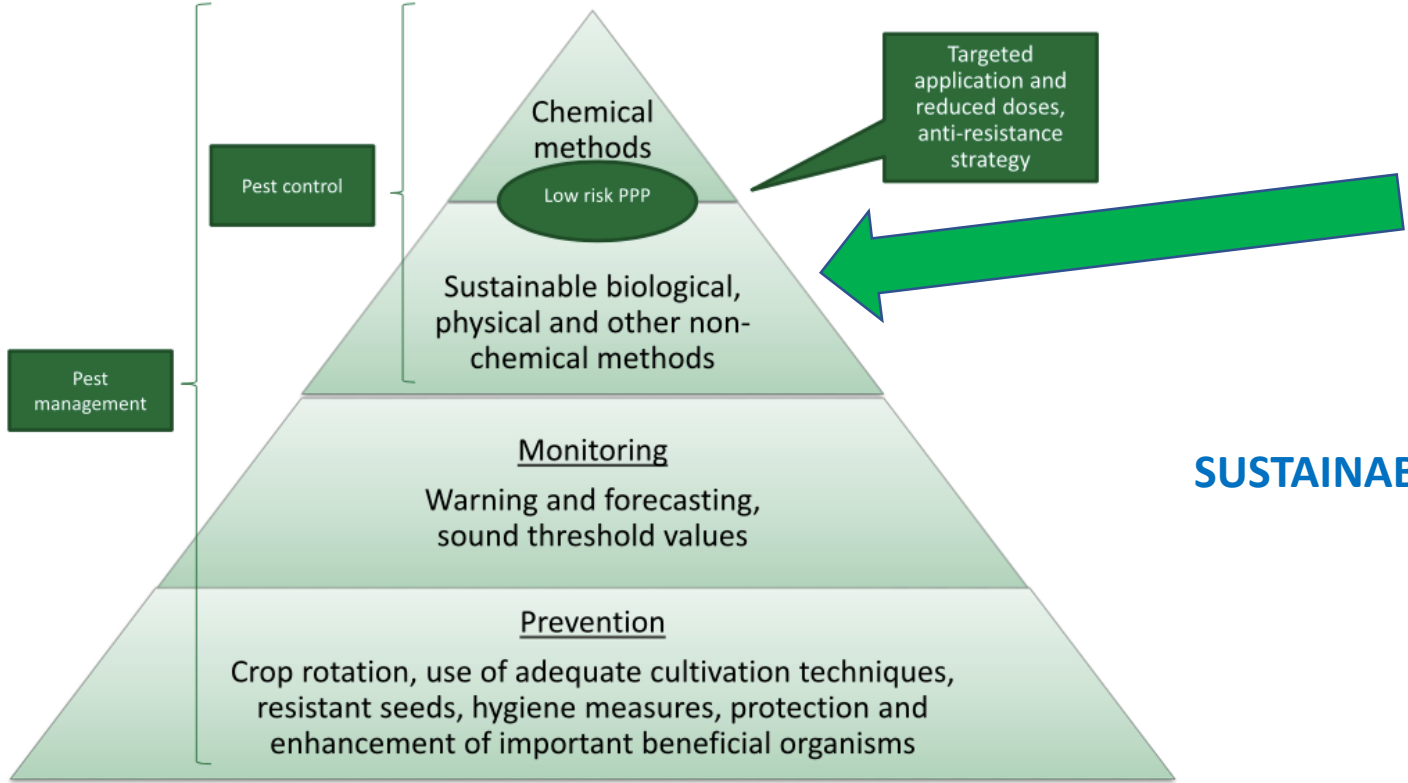 Targeted
application and
reduced doses,
anti-resistance
strategy
Chemical
methods
Pest control
Low risk PPP
Sustainable biological,
physical and other non-
chemical methods
Pest
management
Monitoring
Warning and forecasting,
sound threshold values
SUSTAINAB
Prevention
Crop rotation, use of adequate cultivation techniques,
resistant seeds, hygiene measures, protection and
enhancement of important beneficial organisms